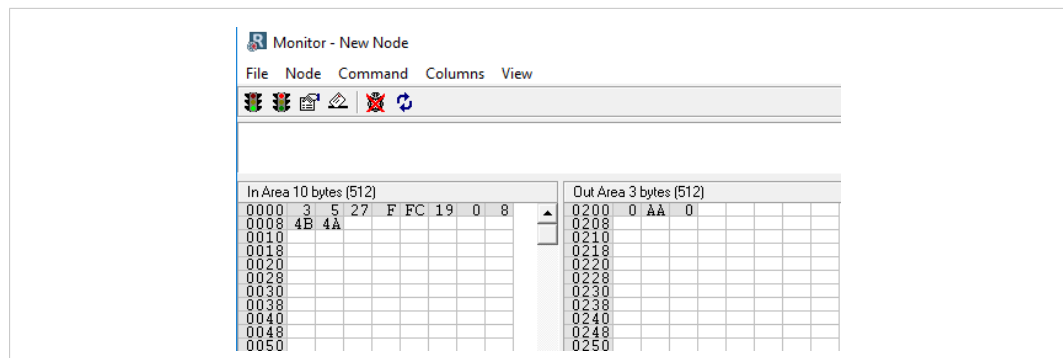 Monitor - New Node
File Node Command Columns View
In Area 10 bytes (512)
0000 3 5 27 F FC 19 0 8
0008 4B 4A
0010
0018
0020
0028
0030
0038
0040
0048
0050
Out Area 3 bytes (512)
0200 0 AA 0
0208
0210
0218
0220
0228
0230
0238
0240
0248
0250